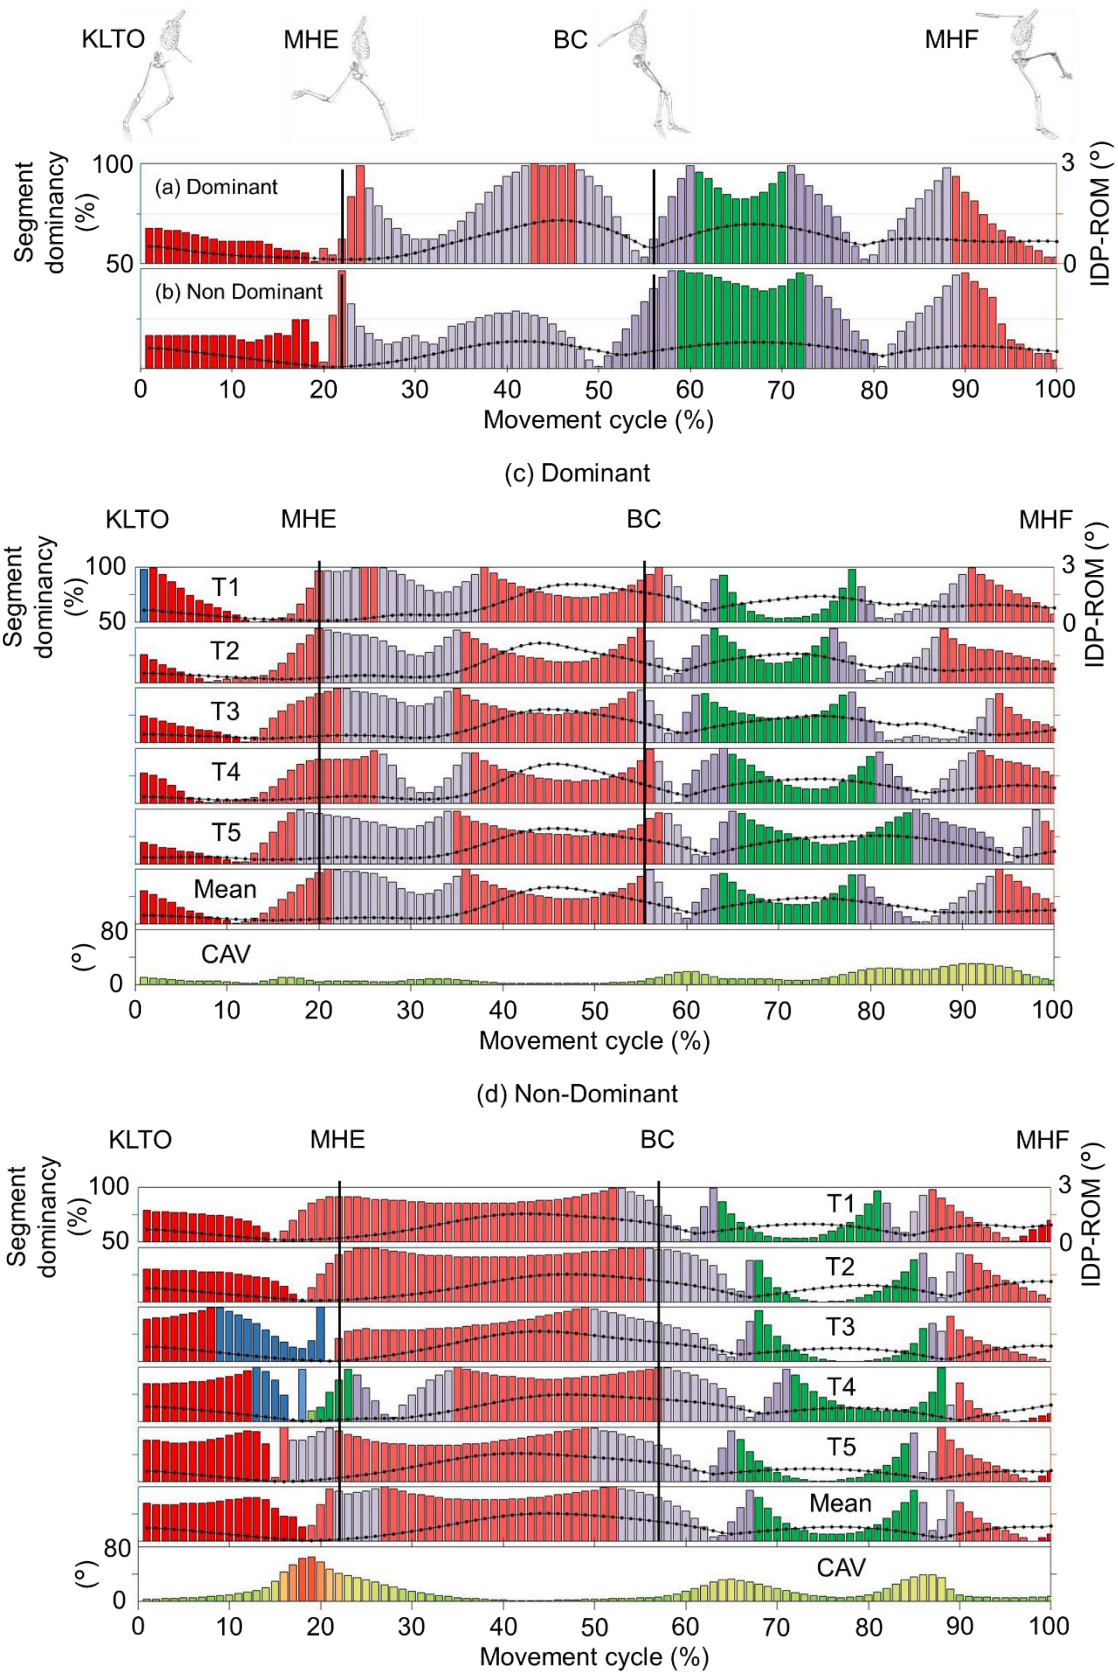 KLTO MHE BC MHF
Segment
dominancy
(%)
100
50
(a) Dominant
3
0
IDP-ROM (°)
(b) Non Dominant
0 10 20 30 40 50 60 70 80 90 100
Movement cycle (%)
(c) Dominant
KLTO MHE BC MHF
Segment
dominancy
(%)
100
50
T1
3
0
IDP-ROM (°)
T2
T3
T4
T5
Mean
80
(°)
0
CAV
0 10 20 30 40 50 60 70 80 90 100
Movement cycle (%)
(d) Non-Dominant
KLTO MHE BC MHF
Segment
dominancy
(%)
100
50
T1
3
0
IDP-ROM (°)
T2
T3
T4
T5
Mean
80
(°)
0
CAV
0 10 20 30 40 50 60 70 80 90 100
Movement cycle (%)